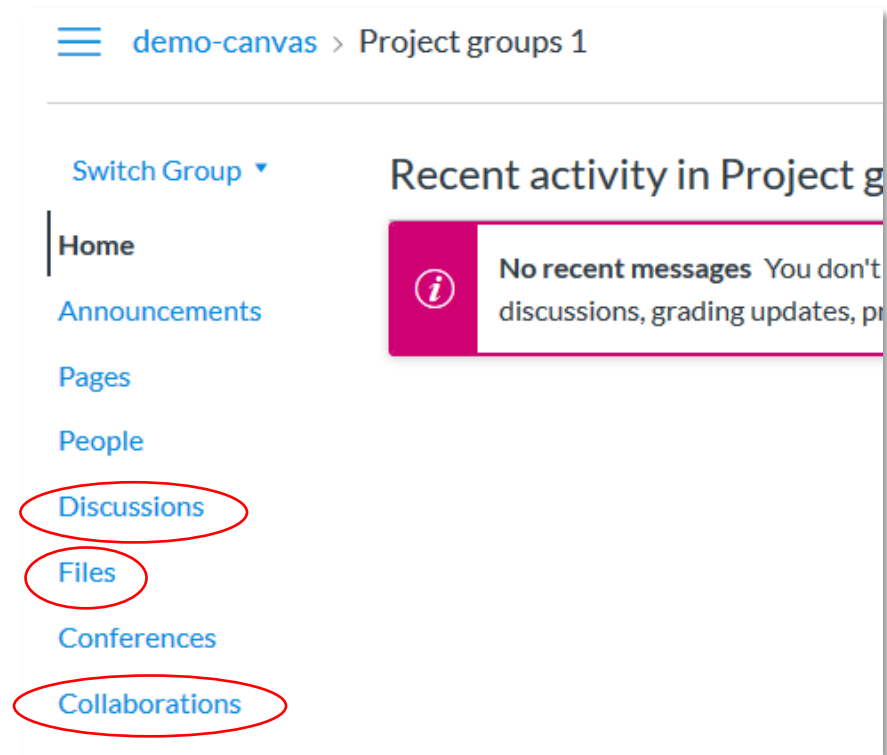 demo-canvas > Project groups 1
Switch Group
Recent activity in Project g
Home
No recent messages You don't
discussions, grading updates, pr
Announcements
Pages
People
Discussions
Files
Conferences
Collaborations